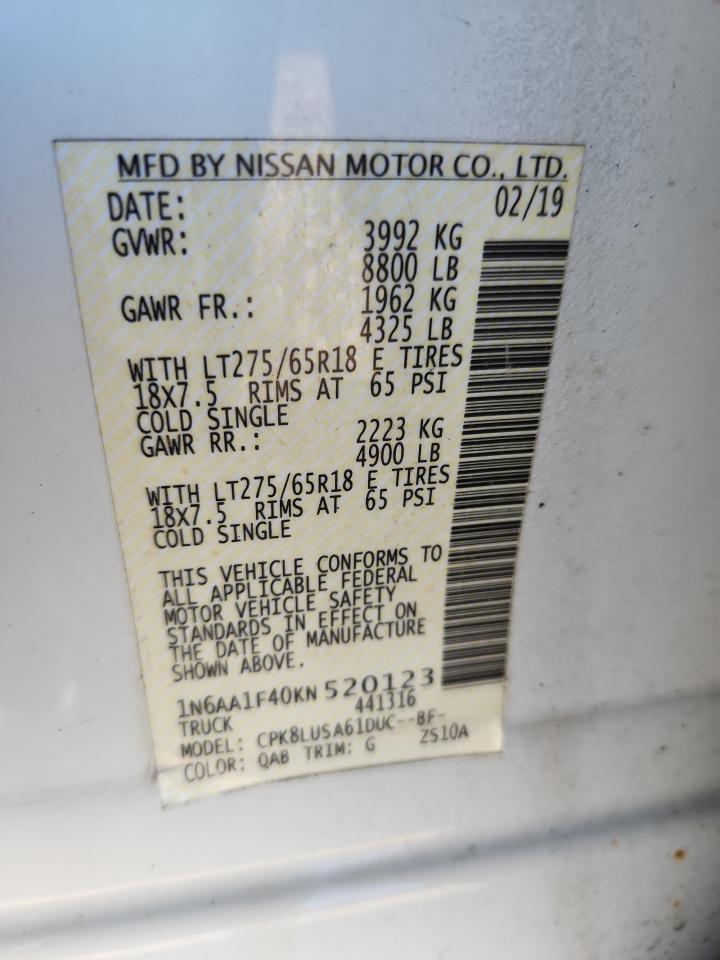 MFD BY NISSAN MOTOR CO., LTD.
DATE: 02/19
GVWR: 3992 KG
8800 LB
GAWR FR.: 1962 KG
4325 LB
WITH LT275/65R18 E TIRES
18X7.5 RIMS AT 65 PSI
COLD SINGLE
GAWR RR.: 2223 KG
4900 LB
WITH LT275/65R18 E TIRES
18X7.5 RIMS AT 65 PSI
COLD SINGLE
THIS VEHICLE CONFORMS TO
ALL APPLICABLE FEDERAL
MOTOR VEHICLE SAFETY
STANDARDS IN EFFECT ON
THE DATE OF MANUFACTURE
SHOWN ABOVE.
1N6AA1F40KN 520123
TRUCK 441316
MODEL: CPK8LUSA61DUC--BF-
COLOR: QAB TRIM: G ZS10A